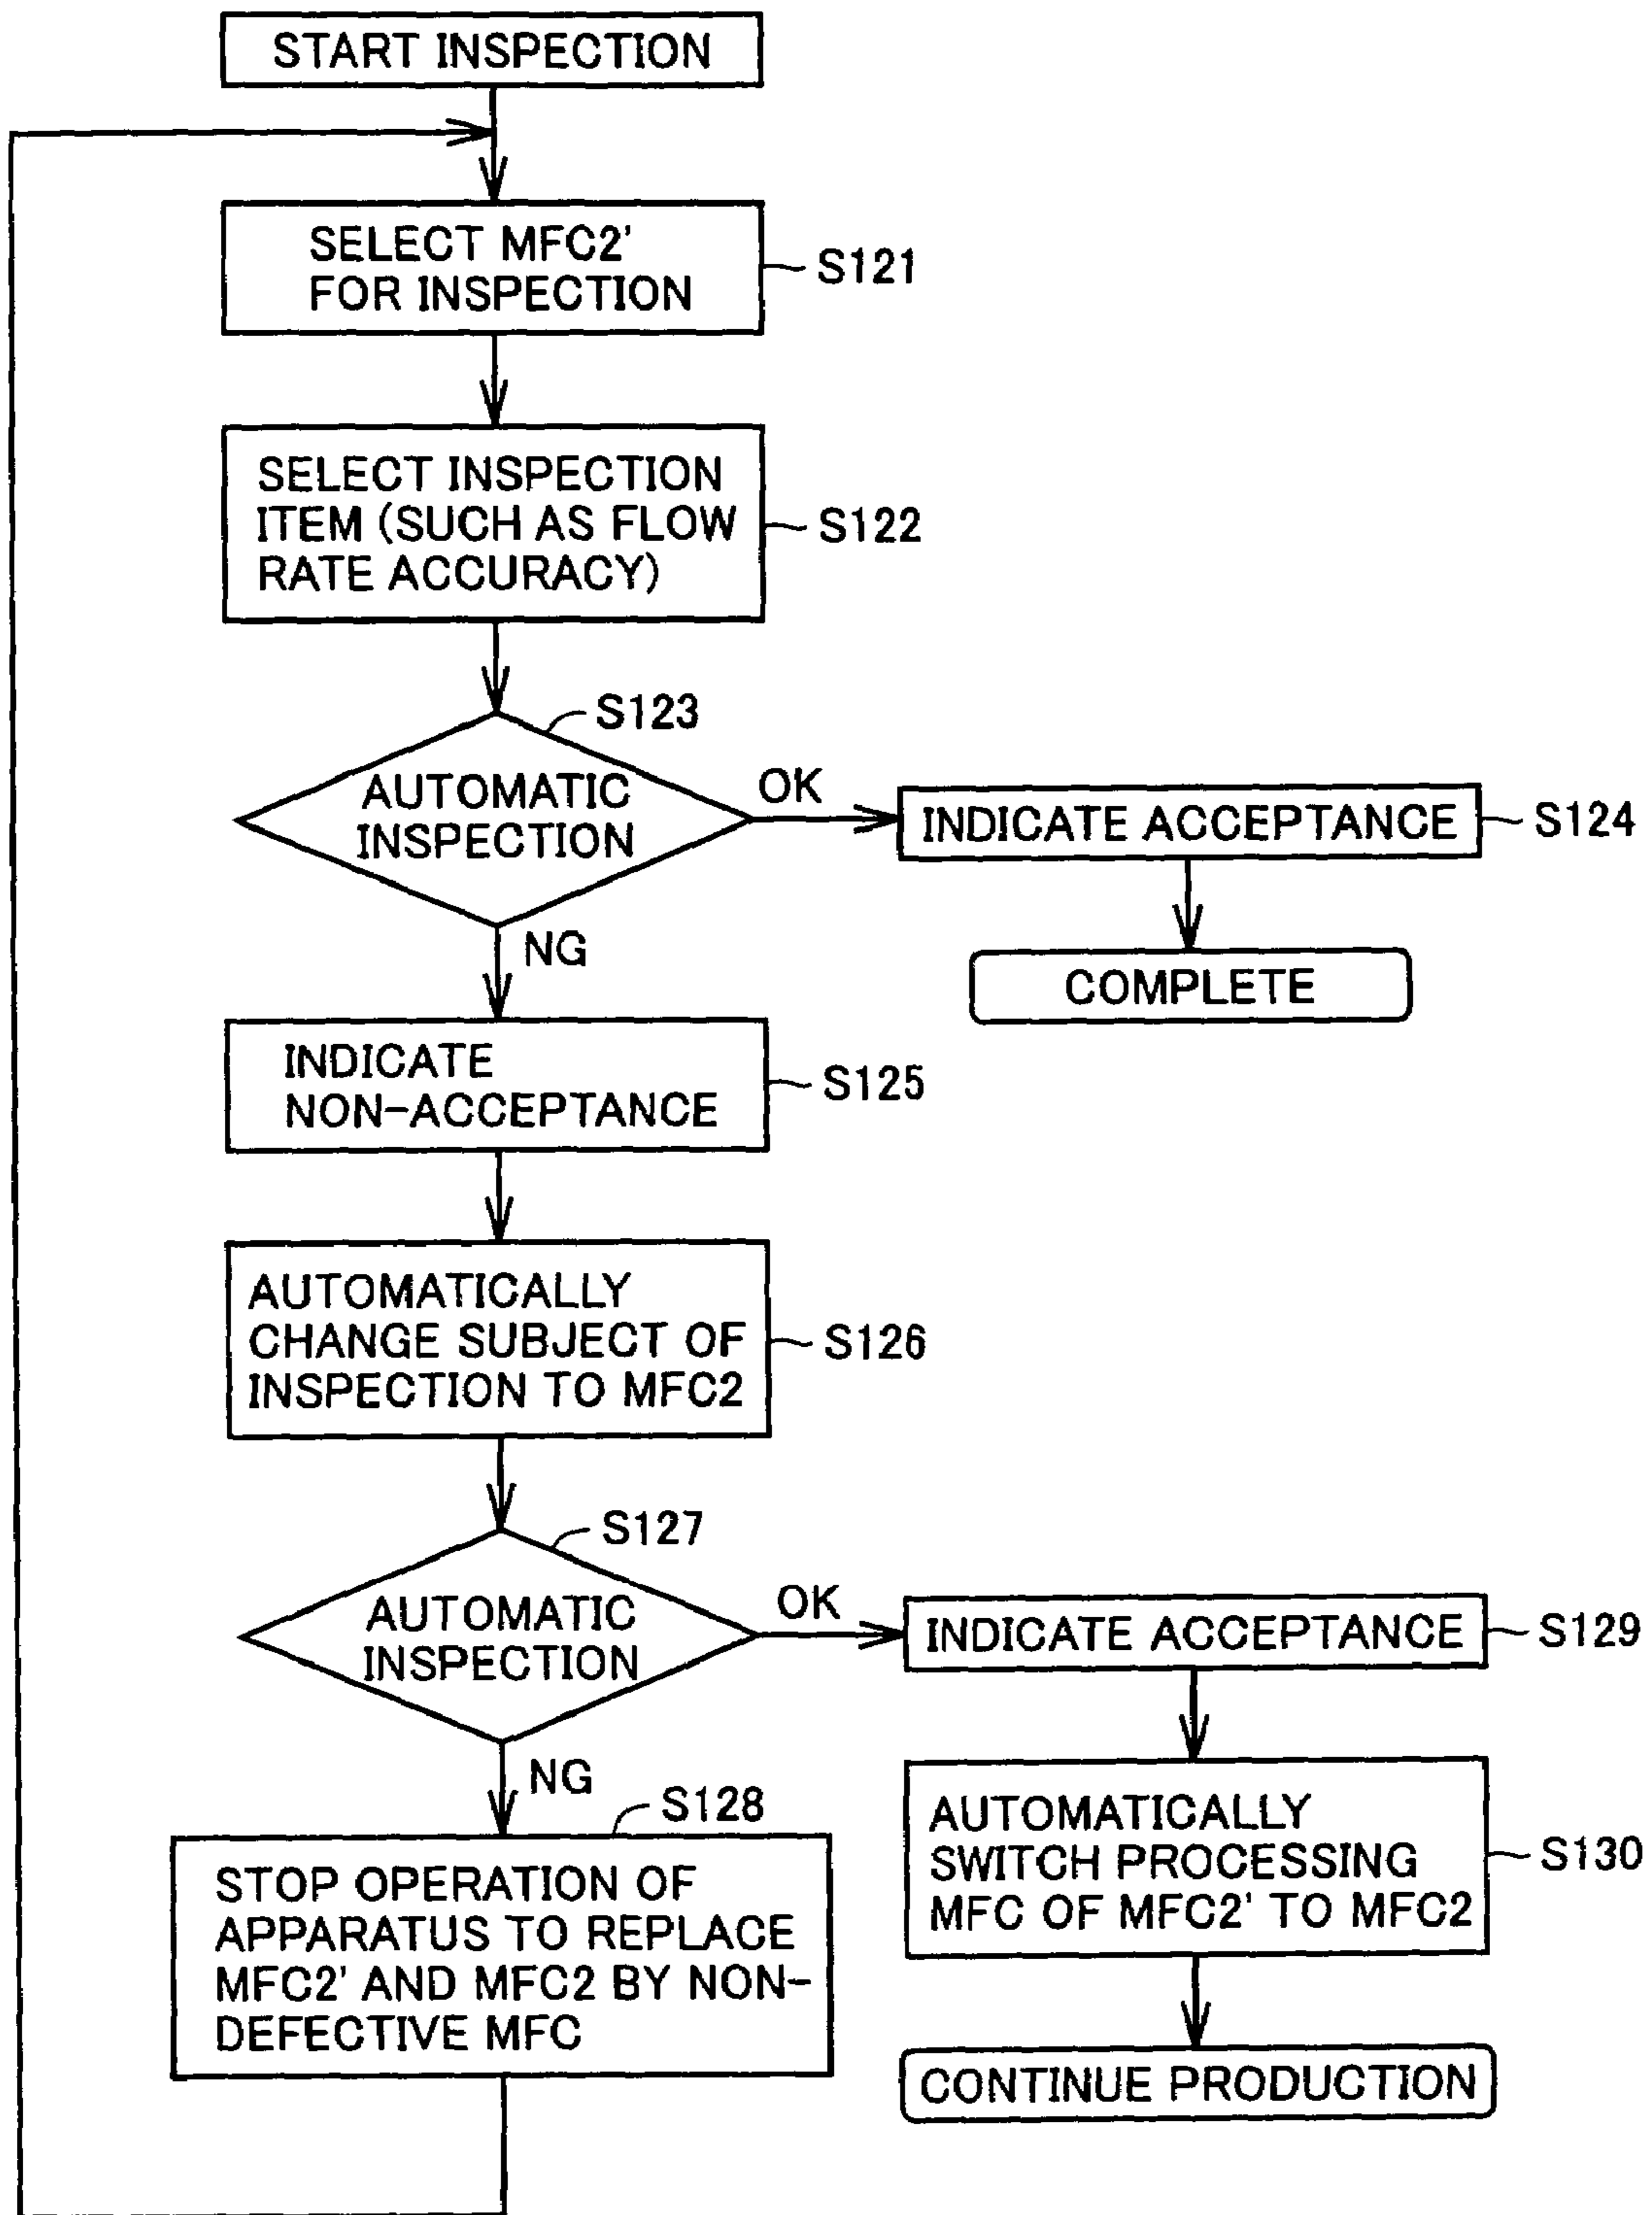 START INSPECTION
SELECT MFC2'
FOR INSPECTION
S121
SELECT INSPECTION
ITEM (SUCH AS FLOW
RATE ACCURACY)
S122
S123
AUTOMATIC
INSPECTION
OK
INDICATE ACCEPTANCE
S124
COMPLETE
NG
INDICATE
NON-ACCEPTANCE
S125
AUTOMATICALLY
CHANGE SUBJECT OF
INSPECTION TO MFC2
S126
S127
AUTOMATIC
INSPECTION
OK
INDICATE ACCEPTANCE
S129
NG
S128
STOP OPERATION OF
APPARATUS TO REPLACE
MFC2' AND MFC2 BY NON-
DEFECTIVE MFC
AUTOMATICALLY
SWITCH PROCESSING
MFC OF MFC2' TO MFC2
S130
CONTINUE PRODUCTION